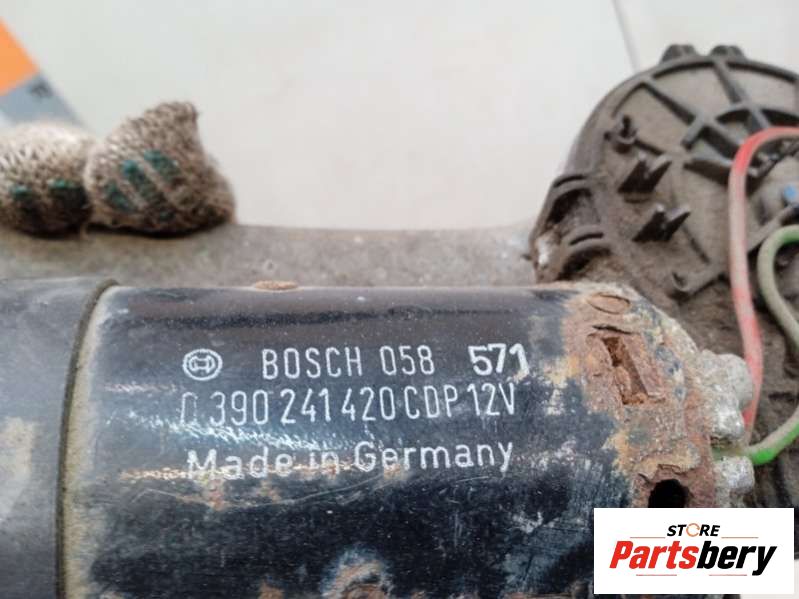 BOSCH 058 571
0 390 241 420 CDP 12V
Made in Germany
STORE
Partsbery